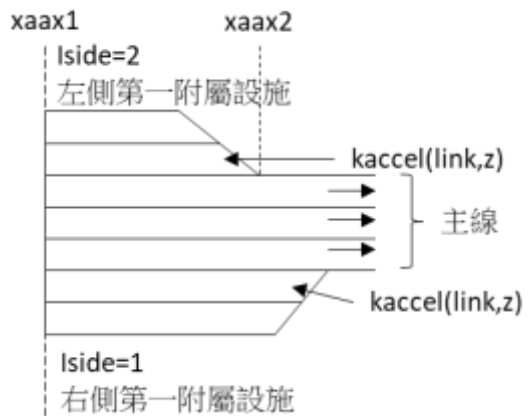 xaax1
xaax2
Iside=2
左側第一附屬設施
kaccel(link,z)
主線
kaccel(link,z)
Iside=1
右側第一附屬設施